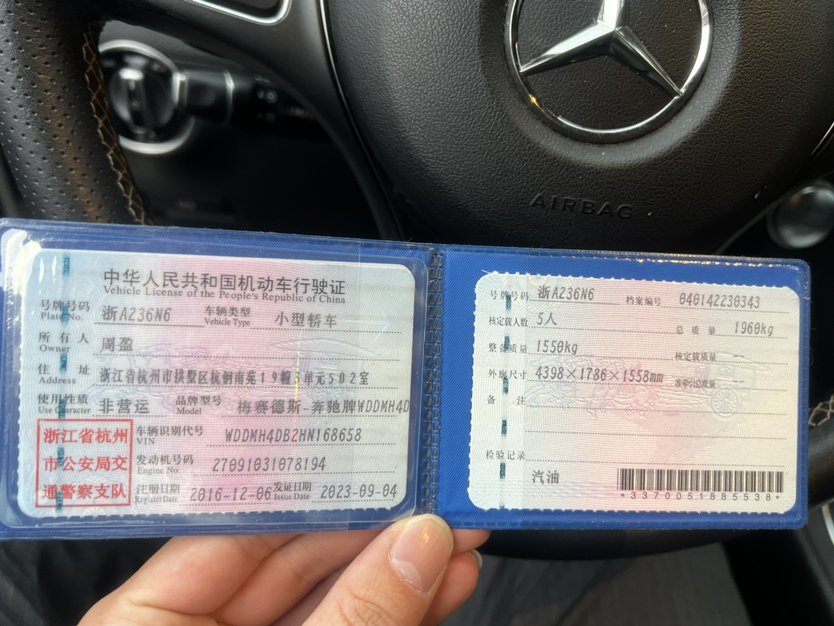 AIRBAG
中华人民共和国机动车行驶证
Vehicle License of the People's Republic of China
号牌号码 浙A236N6 车辆类型 小型轿车
Plate No. Vehicle Type
所有人 周盈
Owner
住址 浙江省杭州市拱墅区杭钢南苑19幢3单元502室
Address
使用性质 非营运 品牌型号 梅赛德斯-奔驰牌WDDMH4D
Use Character Model
浙江省杭州
市公安局交
通警察支队
车辆识别代号 WDDMH4DB2HN168658
VIN
发动机号码 27091031078194
Engine No.
注册日期 2016-12-06 发证日期 2023-09-04
Register Date Issue Date
号牌号码 浙A236N6 档案编号 040142230343
核定载人数 5人 总质量 1960kg
整备质量 1550kg 核定载质量 --
外廓尺寸 4398×1786×1558mm 准牵引总质量 --
备注
检验记录
汽油
*3370051885538*